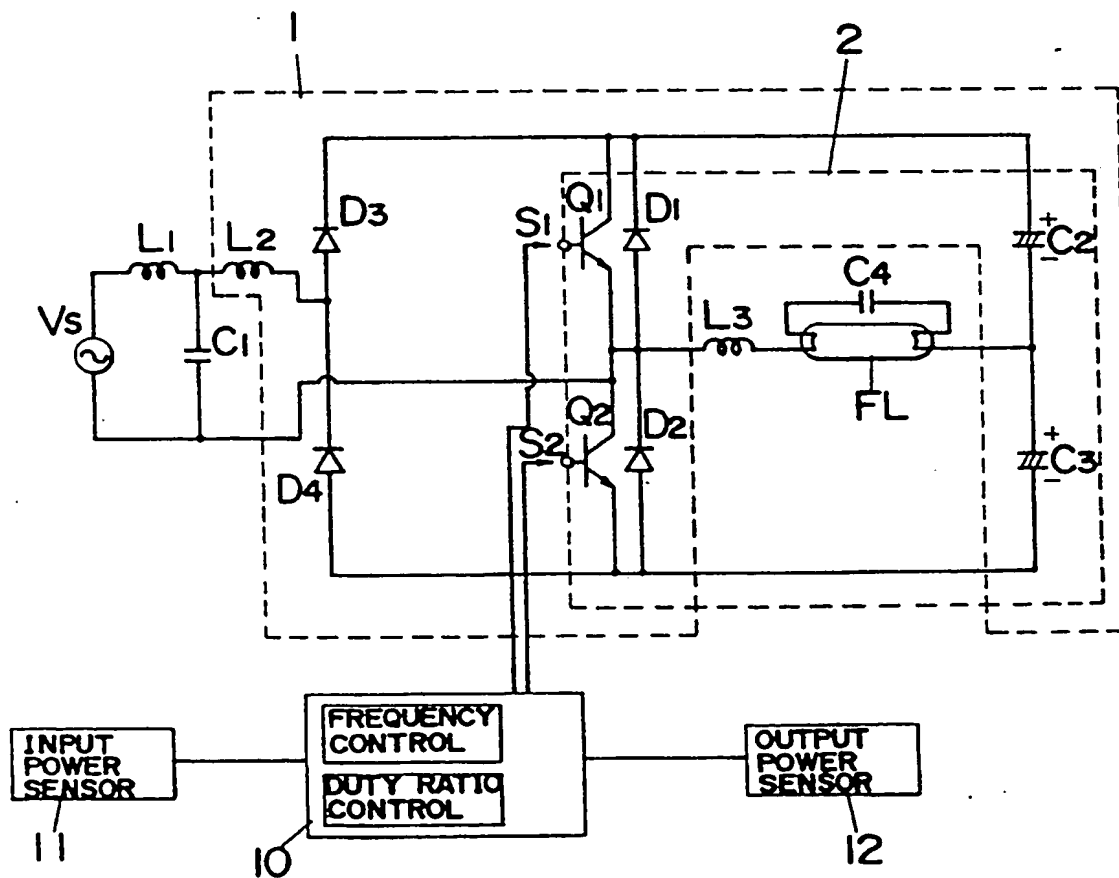 1
2
D3
Q1
D1
S1
L1
L2
C2
+
-
C4
L3
Vs
C1
FL
Q2
D2
S2
+
-
C3
D4
FREQUENCY
CONTROL
DUTY RATIO
CONTROL
INPUT
POWER
SENSOR
OUTPUT
POWER
SENSOR
11
10
12